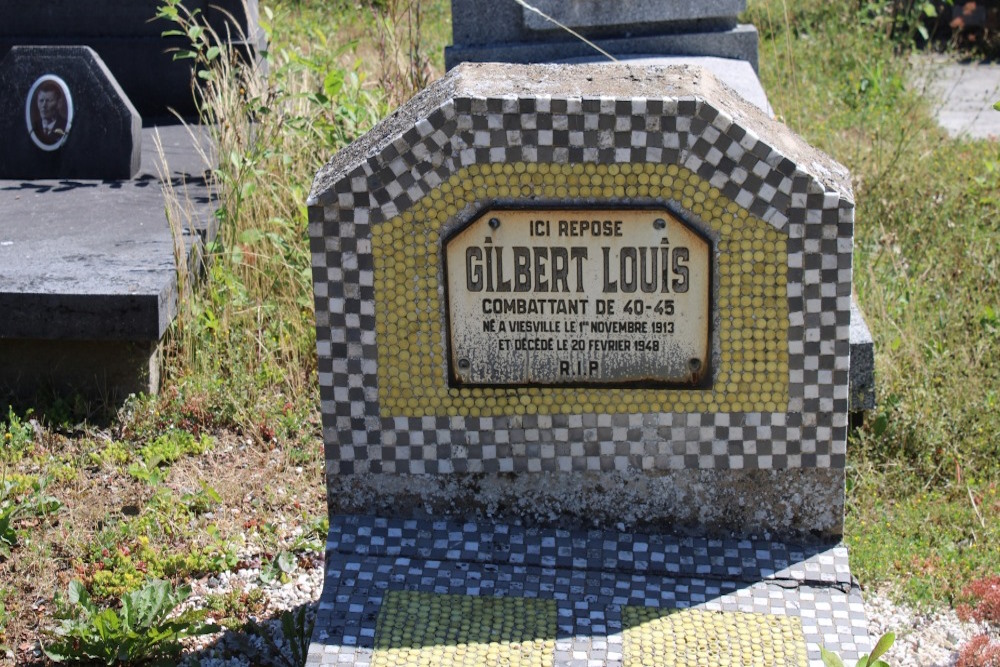 ICI REPOSE
GILBERT LOUIS
COMBATTANT DE 40-45
NÉ A VIESVILLE LE 1ER NOVEMBRE 1913
ET DÉCÉDÉ LE 20 FEVRIER 1948
R.I.P